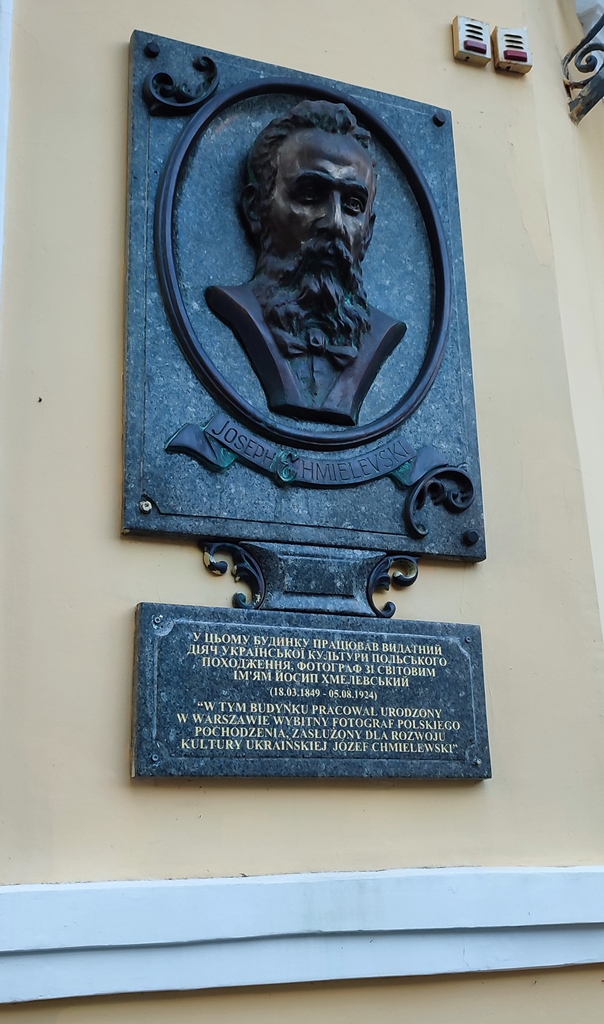 JOSEPH CHMIELEVSKI
У ЦЬОМУ БУДИНКУ ПРАЦЮВАВ ВИДАТНИЙ
ДІЯЧ УКРАЇНСЬКОЇ КУЛЬТУРИ ПОЛЬСЬКОГО
ПОХОДЖЕННЯ, ФОТОГРАФ ЗІ СВІТОВИМ
ІМ'ЯМ ЙОСИП ХМЕЛЕВСЬКИЙ
(18.03.1849 - 05.08.1924)
"W TYM BUDYNKU PRACOWAL URODZONY
W WARSZAWIE WYBITNY FOTOGRAF POLSKIEGO
POCHODZENIA, ZASŁUŻONY DLA ROZWOJU
KULTURY UKRAIŃSKIEJ JÓZEF CHMIELEWSKI"